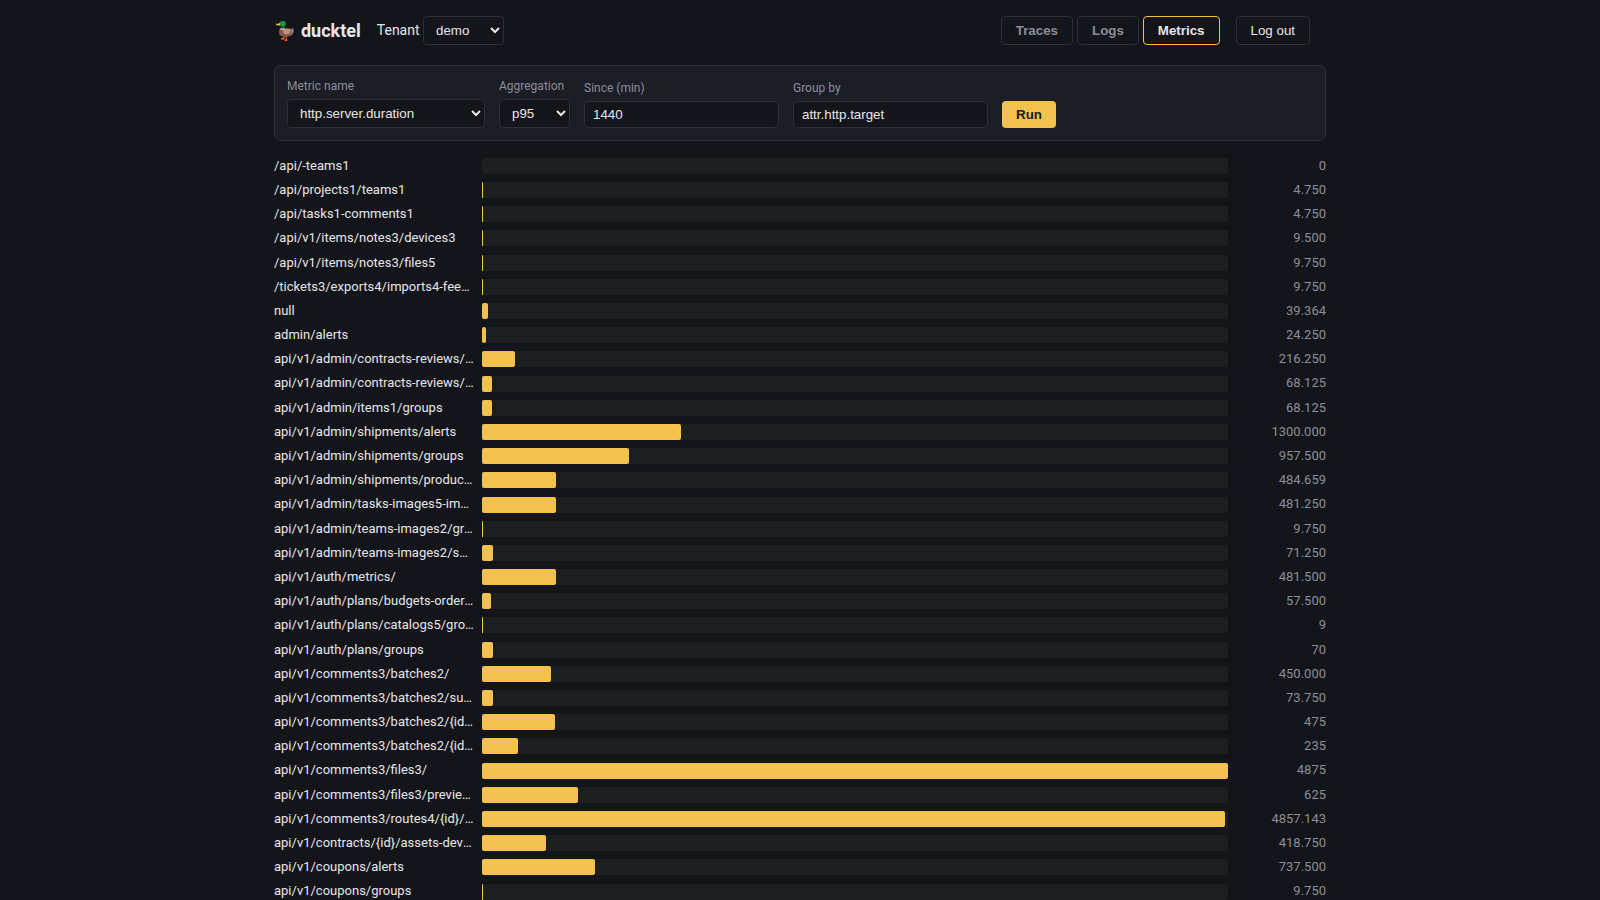 🦆 ducktel Tenant demo Traces Logs Metrics Log out
Metric name Aggregation Since (min) Group by
http.server.duration p95 1440 attr.http.target Run
/api/-teams1 0
/api/projects1/teams1 4.750
/api/tasks1-comments1 4.750
/api/v1/items/notes3/devices3 9.500
/api/v1/items/notes3/files5 9.750
/tickets3/exports4/imports4-fee... 9.750
null 39.364
admin/alerts 24.250
api/v1/admin/contracts-reviews/... 216.250
api/v1/admin/contracts-reviews/... 68.125
api/v1/admin/items1/groups 68.125
api/v1/admin/shipments/alerts 1300.000
api/v1/admin/shipments/groups 957.500
api/v1/admin/shipments/produc... 484.659
api/v1/admin/tasks-images5-im... 481.250
api/v1/admin/teams-images2/gr... 9.750
api/v1/admin/teams-images2/s... 71.250
api/v1/auth/metrics/ 481.500
api/v1/auth/plans/budgets-order... 57.500
api/v1/auth/plans/catalogs5/gro... 9
api/v1/auth/plans/groups 70
api/v1/comments3/batches2/ 450.000
api/v1/comments3/batches2/su... 73.750
api/v1/comments3/batches2/{id... 475
api/v1/comments3/batches2/{id... 235
api/v1/comments3/files3/ 4875
api/v1/comments3/files3/previe... 625
api/v1/comments3/routes4/{id}/... 4857.143
api/v1/contracts/{id}/assets-dev... 418.750
api/v1/coupons/alerts 737.500
api/v1/coupons/groups 9.750